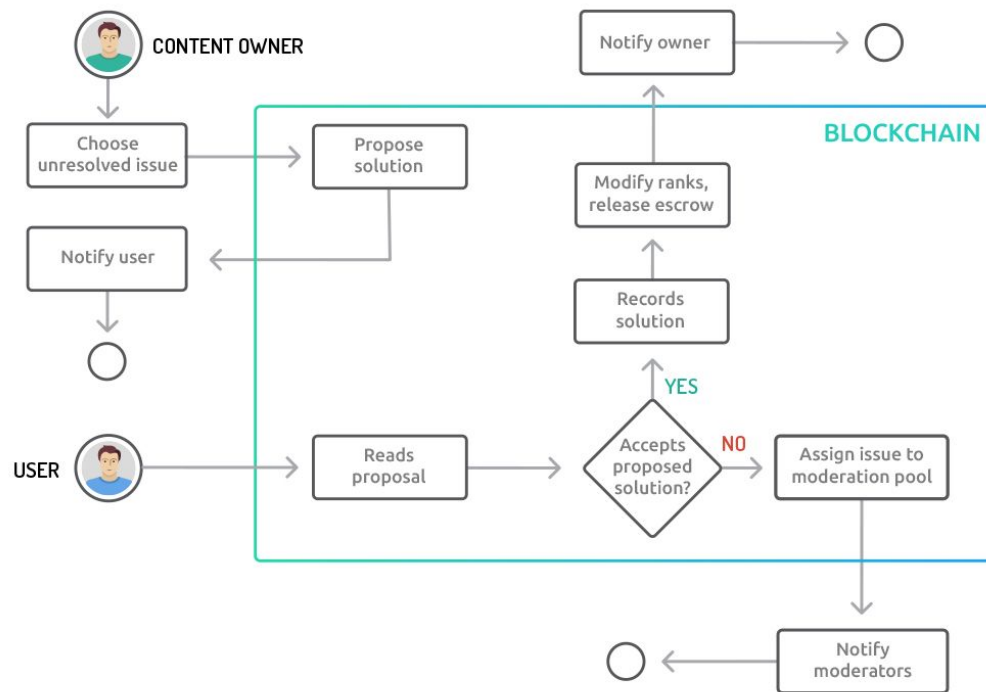 CONTENT OWNER
Notify owner
BLOCKCHAIN
Choose
unresolved issue
Propose
solution
Modify ranks,
release escrow
Notify user
Records
solution
YES
USER
Reads
proposal
Accepts
proposed
solution?
NO
Assign issue to
moderation pool
Notify
moderators